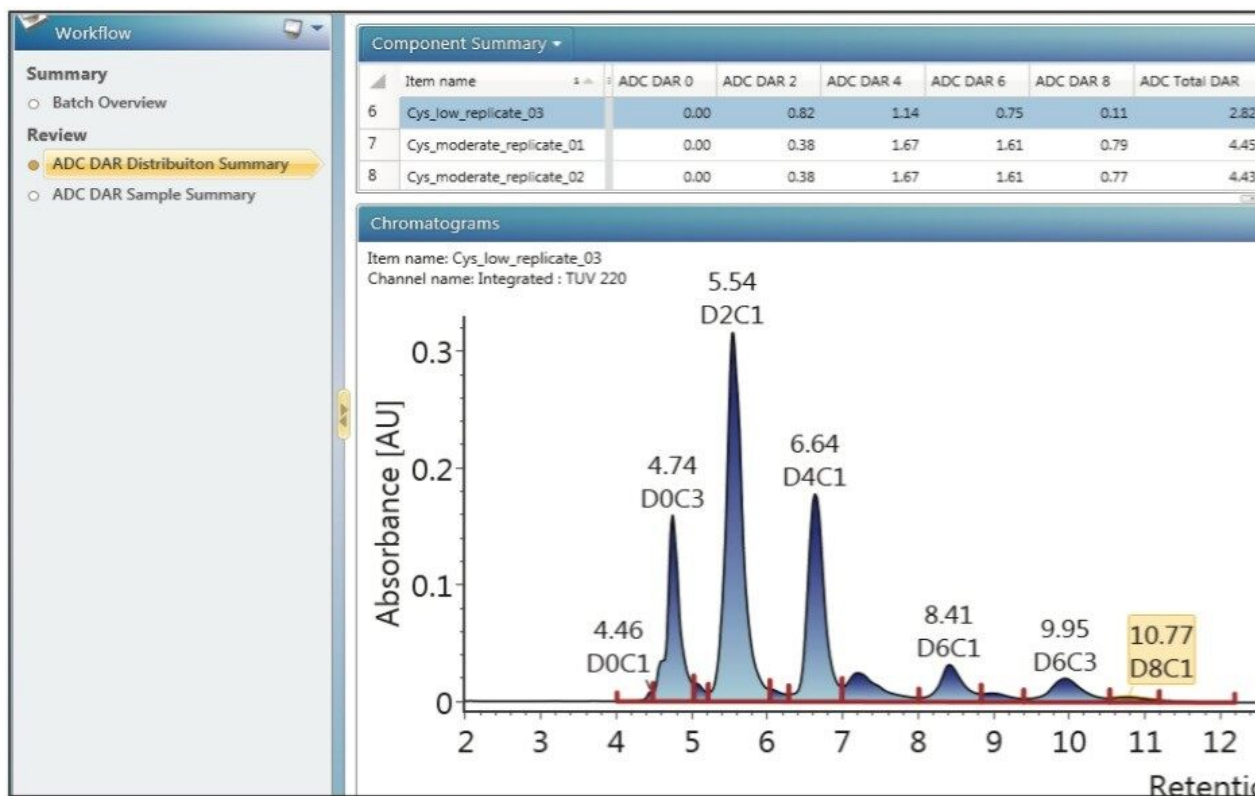 Workflow
Summary
Batch Overview
Review
ADC DAR Distribuiton Summary
ADC DAR Sample Summary
Component Summary
Item name ADC DAR 0 ADC DAR 2 ADC DAR 4 ADC DAR 6 ADC DAR 8 ADC Total DAR
6 Cys_low_replicate_03 0.00 0.82 1.14 0.75 0.11 2.82
7 Cys_moderate_replicate_01 0.00 0.38 1.67 1.61 0.79 4.45
8 Cys_moderate_replicate_02 0.00 0.38 1.67 1.61 0.77 4.43
Chromatograms
Item name: Cys_low_replicate_03
Channel name: Integrated : TUV 220
5.54
D2C1
4.74
D0C3
6.64
D4C1
4.46
D0C1
8.41
D6C1
9.95
D6C3
10.77
D8C1
Absorbance [AU]
0.3
0.2
0.1
0
2 3 4 5 6 7 8 9 10 11 12
Retentio